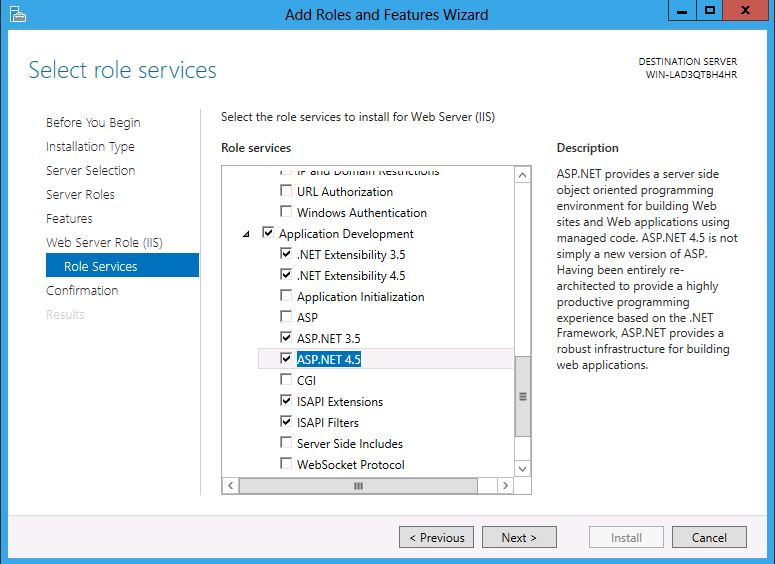 Add Roles and Features Wizard
Select role services
DESTINATION SERVER
WIN-LAD3QTBH4HR
Before You Begin
Installation Type
Server Selection
Server Roles
Features
Web Server Role (IIS)
Role Services
Confirmation
Results
Select the role services to install for Web Server (IIS)
Role services
IP and Domain Restrictions
URL Authorization
Windows Authentication
Application Development
.NET Extensibility 3.5
.NET Extensibility 4.5
Application Initialization
ASP
ASP.NET 3.5
ASP.NET 4.5
CGI
ISAPI Extensions
ISAPI Filters
Server Side Includes
WebSocket Protocol
Description
ASP.NET provides a server side
object oriented programming
environment for building Web
sites and Web applications using
managed code. ASP.NET 4.5 is not
simply a new version of ASP.
Having been entirely re-
architected to provide a highly
productive programming
experience based on the .NET
Framework, ASP.NET provides a
robust infrastructure for building
web applications.
< Previous
Next >
Install
Cancel